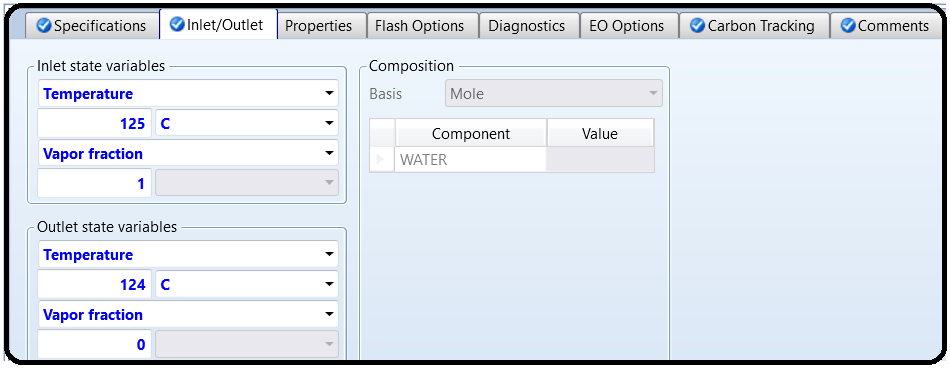 Specifications Inlet/Outlet Properties Flash Options Diagnostics EO Options Carbon Tracking Comments
Inlet state variables
Temperature
125 C
Vapor fraction
1
Outlet state variables
Temperature
124 C
Vapor fraction
0
Composition
Basis Mole
Component Value
WATER